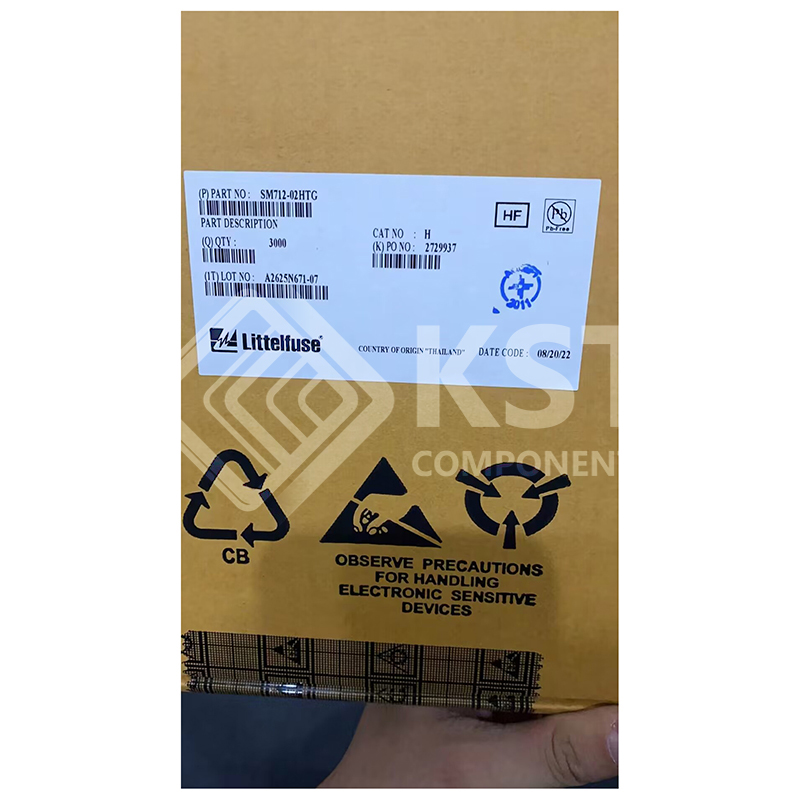 (P) PART NO : SM712-02HTG
HF
Pb
Pb-Free
PART DESCRIPTION
CAT NO : H
(Q) QTY : 3000
(K) PO NO : 2729937
(1T) LOT NO : A2625N671-07
2011
Littelfuse®
COUNTRY OF ORIGIN "THAILAND"
DATE CODE : 08/20/22
KST
COMPONENT
CB
OBSERVE PRECAUTIONS
FOR HANDLING
ELECTRONIC SENSITIVE
DEVICES